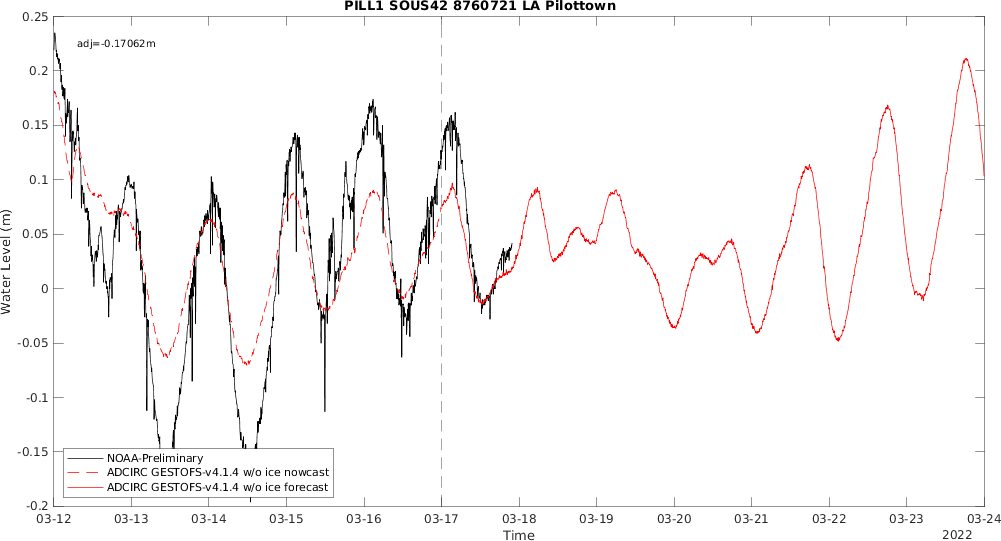 PILL1 SOUS42 8760721 LA Pilottown
adj=-0.17062m
0.25
0.2
0.15
0.1
0.05
0
-0.05
-0.1
-0.15
-0.2
Water Level (m)
NOAA-Preliminary
ADCIRC GESTOFS-v4.1.4 w/o ice nowcast
ADCIRC GESTOFS-v4.1.4 w/o ice forecast
03-12 03-13 03-14 03-15 03-16 03-17 03-18 03-19 03-20 03-21 03-22 03-23 03-24
Time
2022